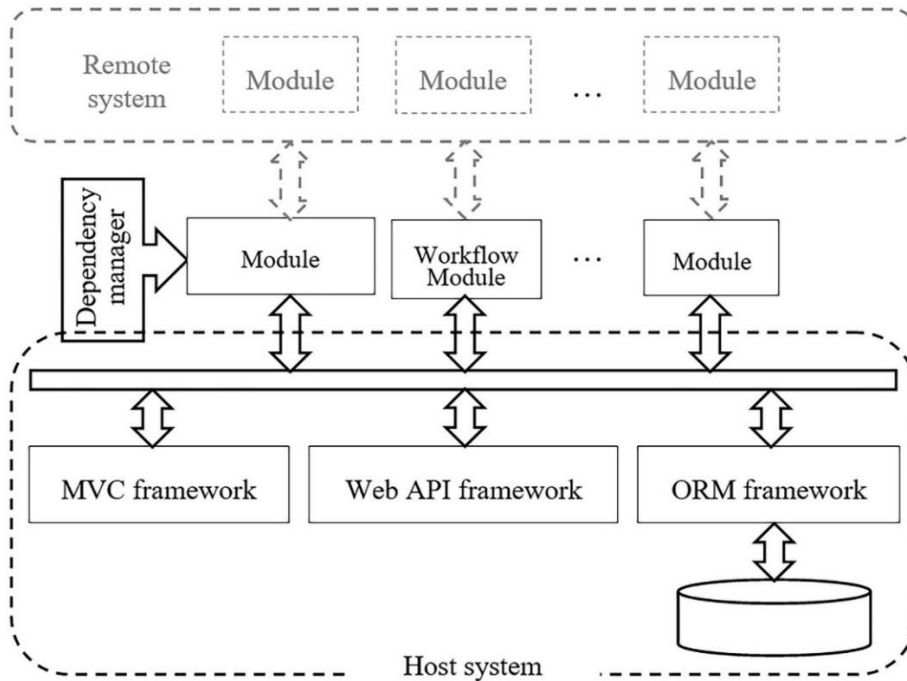 Remote
system
Module
Module
...
Module
Dependency
manager
Module
Workflow
Module
...
Module
MVC framework
Web API framework
ORM framework
Host system